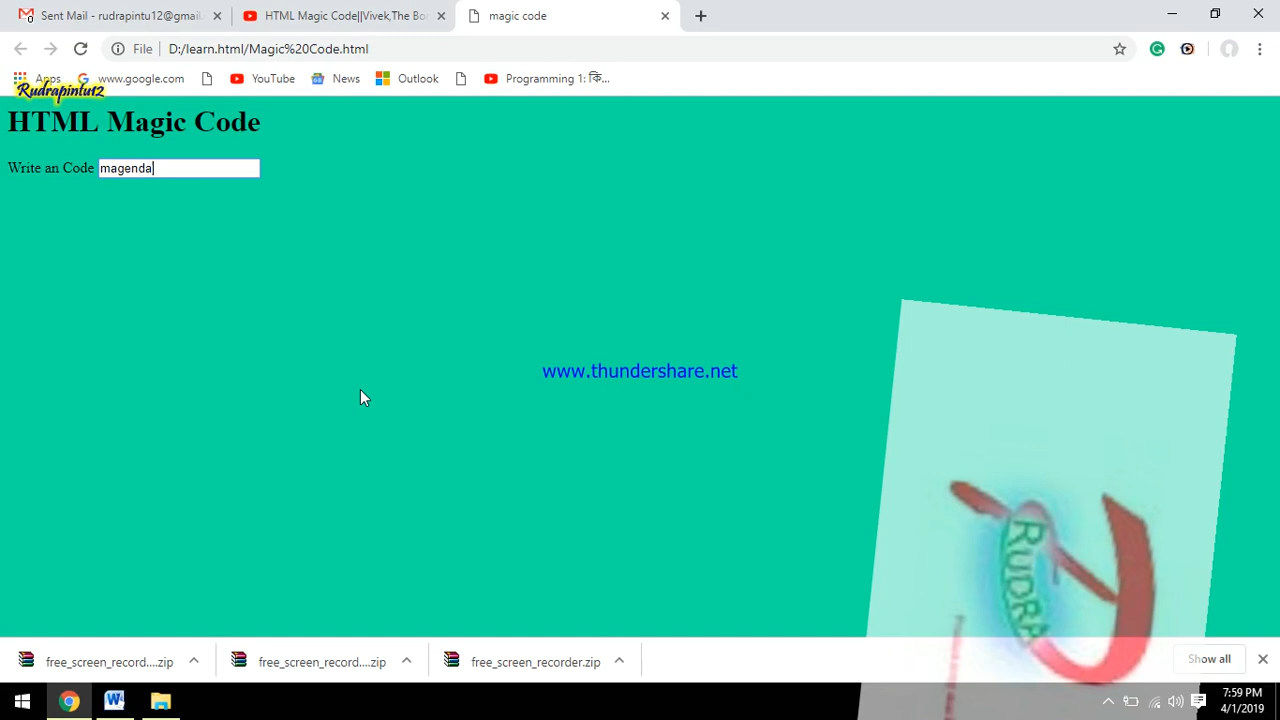 Sent Mail - rudrapintu12@gmail.
HTML Magic Code||Vivek,The Bo
magic code
File
D:/learn.html/Magic%20Code.html
Apps
www.google.com
YouTube
News
Outlook
Programming 1: কি...
Rudrapintu12
HTML Magic Code
Write an Code magenda
www.thundershare.net
RUDRA
free_screen_record....zip
free_screen_record....zip
free_screen_recorder.zip
Show all
7:59 PM
4/1/2019